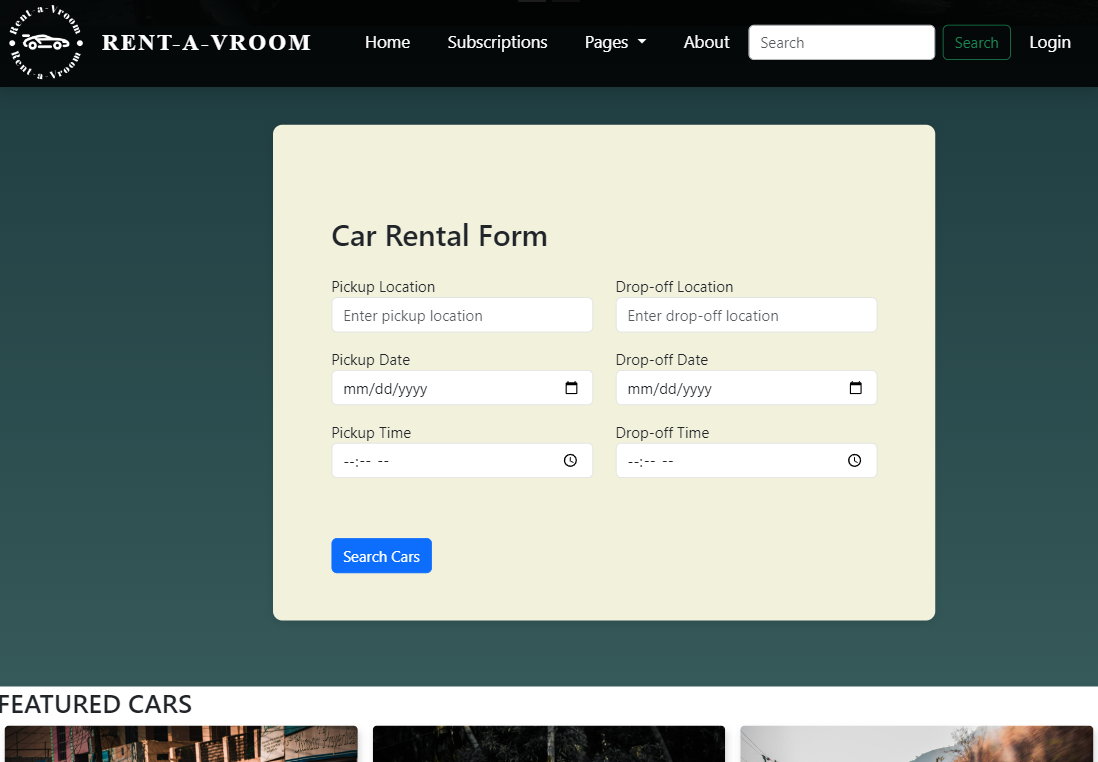 Rent-a-Vroom
Rent-a-Vroom
RENT-A-VROOM
Home
Subscriptions
Pages
About
Search
Search
Login
Car Rental Form
Pickup Location
Drop-off Location
Enter pickup location
Enter drop-off location
Pickup Date
Drop-off Date
mm/dd/yyyy
mm/dd/yyyy
Pickup Time
Drop-off Time
--:-- --
--:-- --
Search Cars
FEATURED CARS